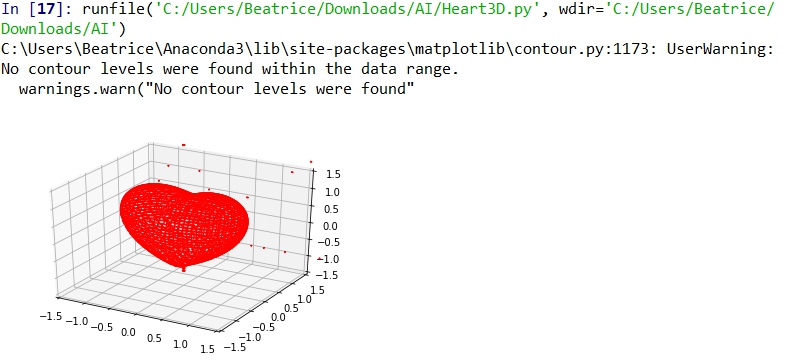 In [17]: runfile('C:/Users/Beatrice/Downloads/AI/Heart3D.py', wdir='C:/Users/Beatrice/
Downloads/AI')
C:\Users\Beatrice\Anaconda3\lib\site-packages\matplotlib\contour.py:1173: UserWarning:
No contour levels were found within the data range.
  warnings.warn("No contour levels were found"
1.5
1.0
0.5
0.0
−0.5
−1.0
−1.5
−1.5 −1.0 −0.5 0.0 0.5 1.0 1.5
−1.5 −1.0 −0.5 0.0 0.5 1.0 1.5